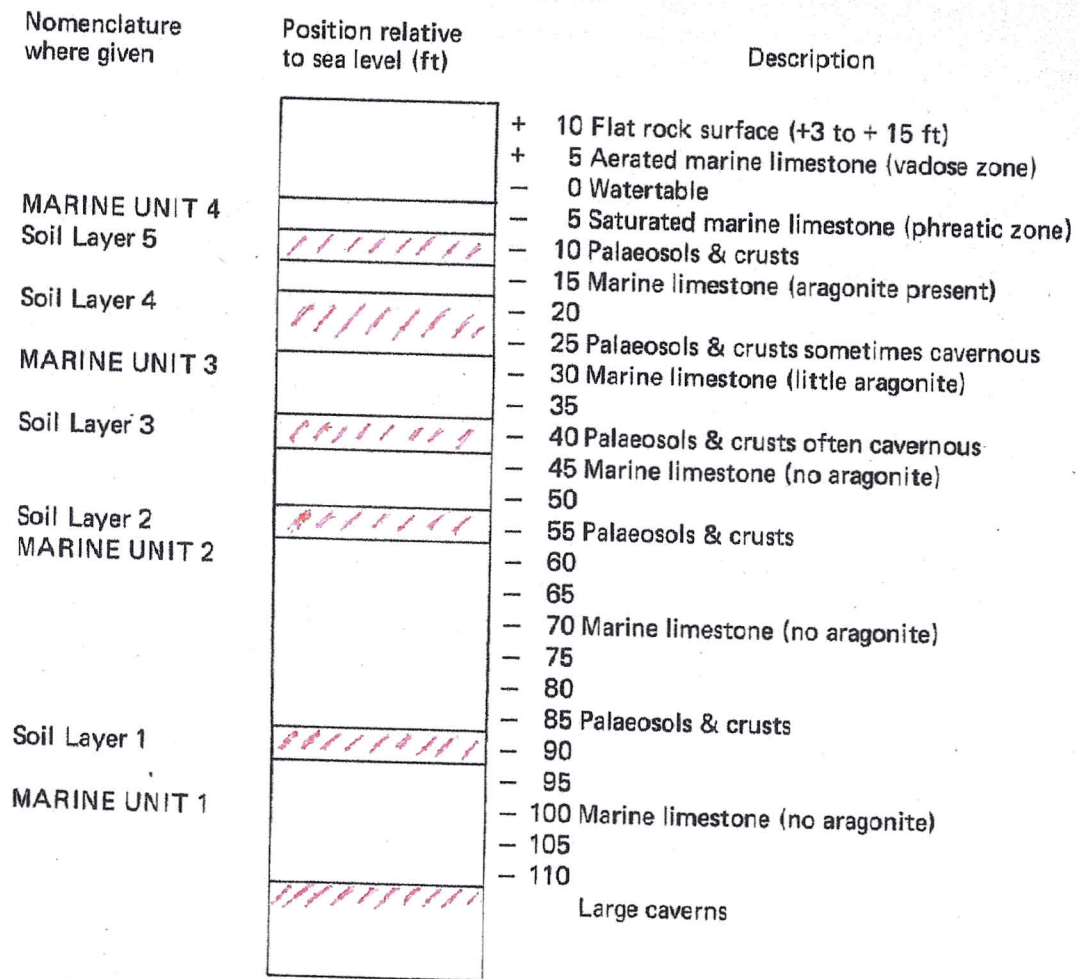 Nomenclature
where given
Position relative
to sea level (ft)
Description
+ 10 Flat rock surface (+3 to + 15 ft)
+ 5 Aerated marine limestone (vadose zone)
− 0 Watertable
MARINE UNIT 4
− 5 Saturated marine limestone (phreatic zone)
Soil Layer 5
− 10 Palaeosols & crusts
− 15 Marine limestone (aragonite present)
Soil Layer 4
− 20
− 25 Palaeosols & crusts sometimes cavernous
MARINE UNIT 3
− 30 Marine limestone (little aragonite)
− 35
Soil Layer 3
− 40 Palaeosols & crusts often cavernous
− 45 Marine limestone (no aragonite)
− 50
Soil Layer 2
− 55 Palaeosols & crusts
MARINE UNIT 2
− 60
− 65
− 70 Marine limestone (no aragonite)
− 75
− 80
− 85 Palaeosols & crusts
Soil Layer 1
− 90
− 95
MARINE UNIT 1
− 100 Marine limestone (no aragonite)
− 105
− 110
Large caverns